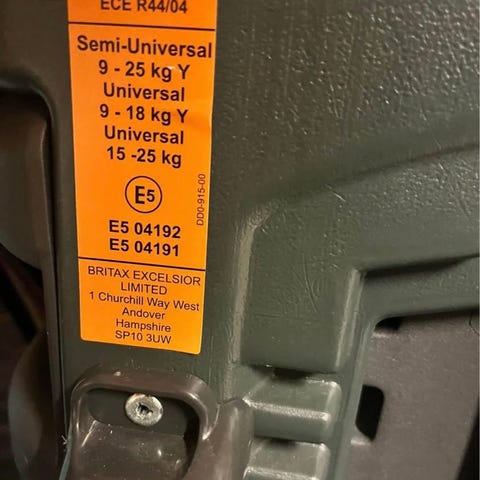 ECE R44/04
Semi-Universal
9 - 25 kg Y
Universal
9 - 18 kg Y
Universal
15 -25 kg
E5
DD0-915-00
E5 04192
E5 04191
BRITAX EXCELSIOR
LIMITED
1 Churchill Way West
Andover
Hampshire
SP10 3UW